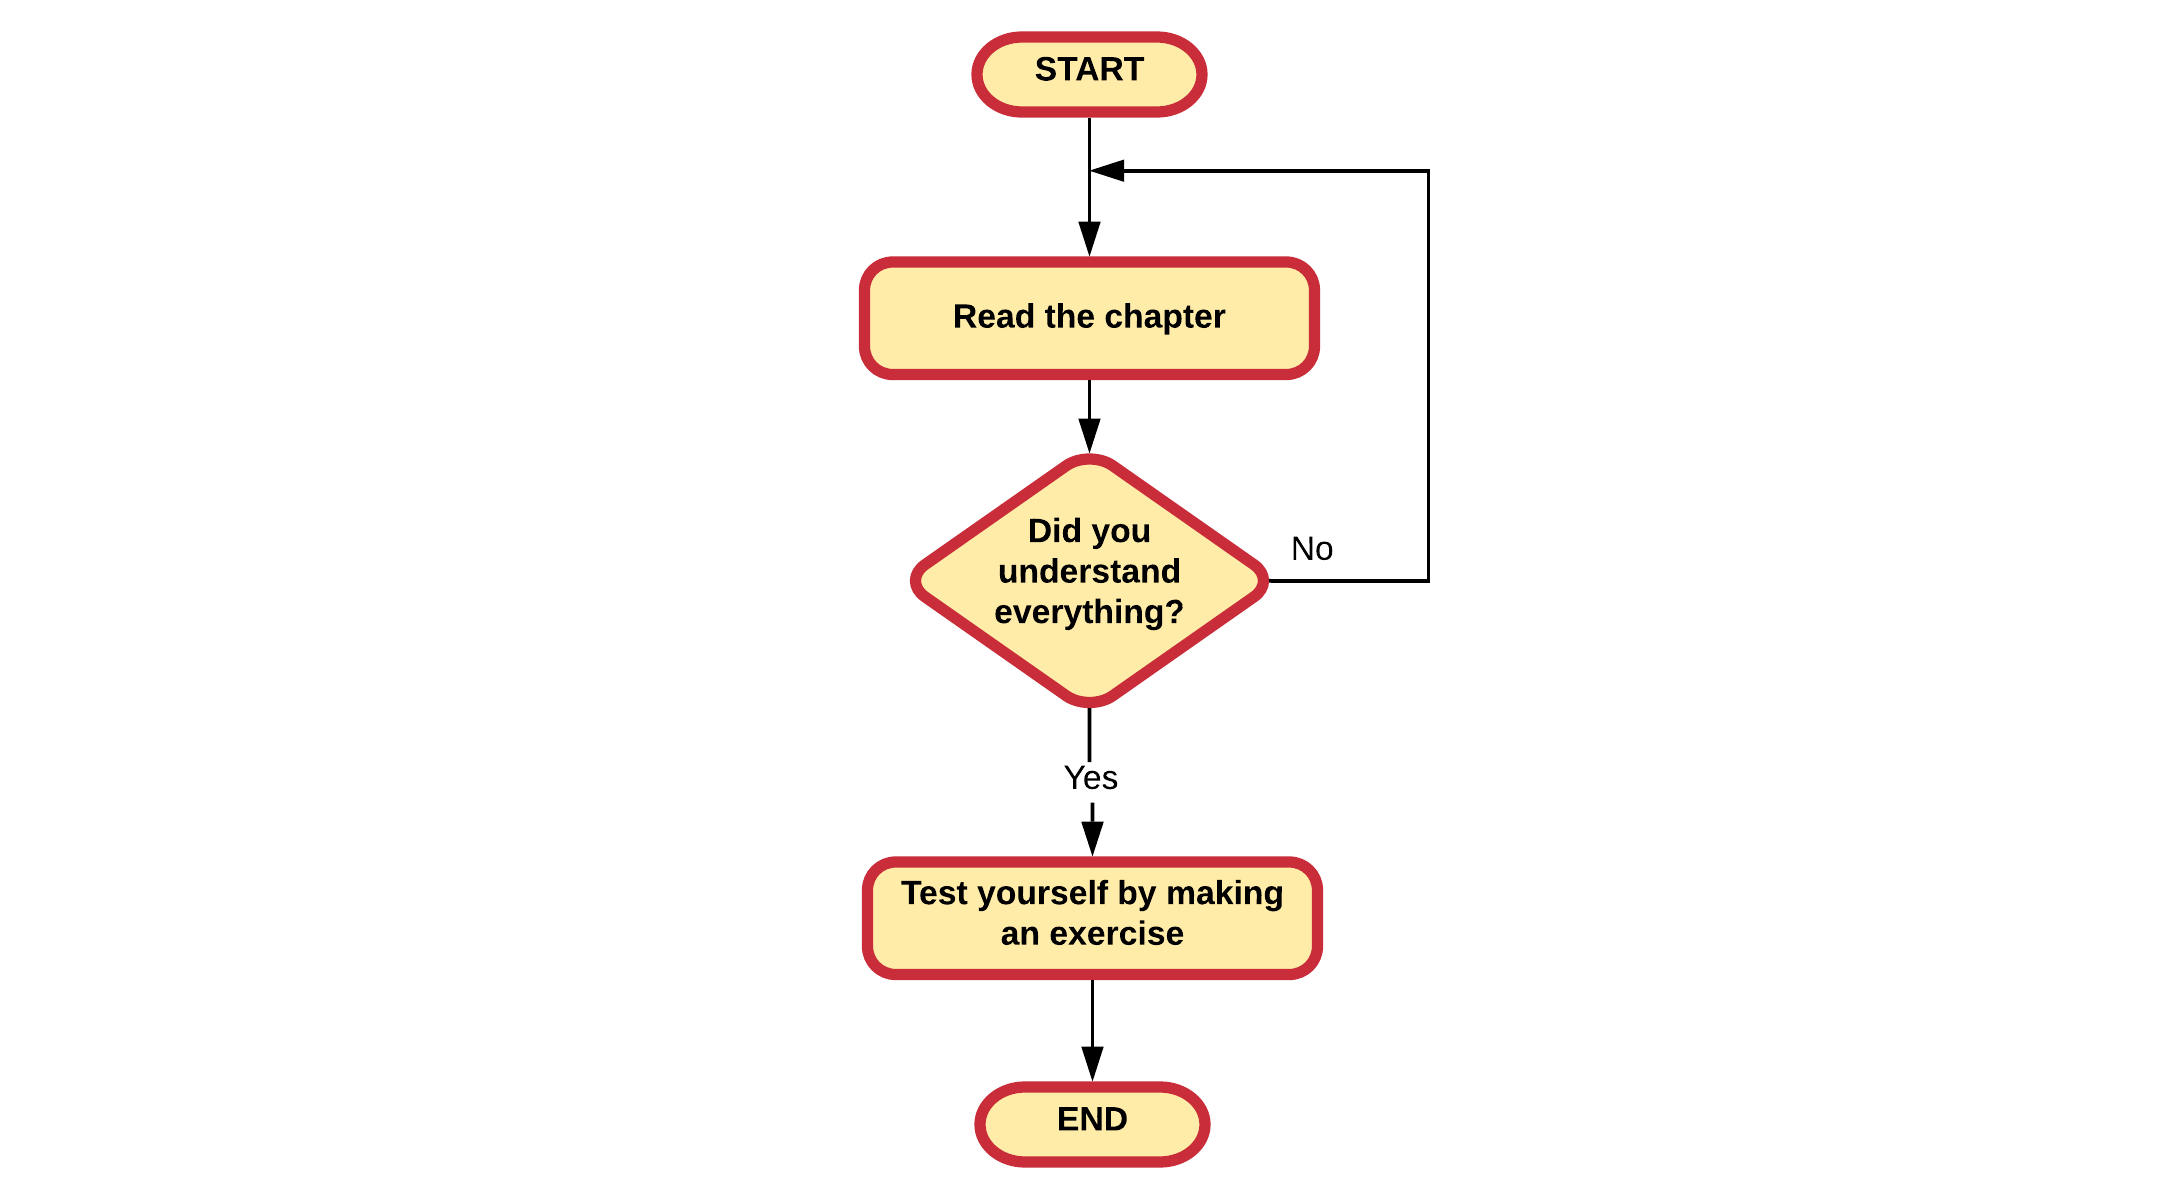 START
Read the chapter
Did you
understand
everything?
No
Yes
Test yourself by making
an exercise
END